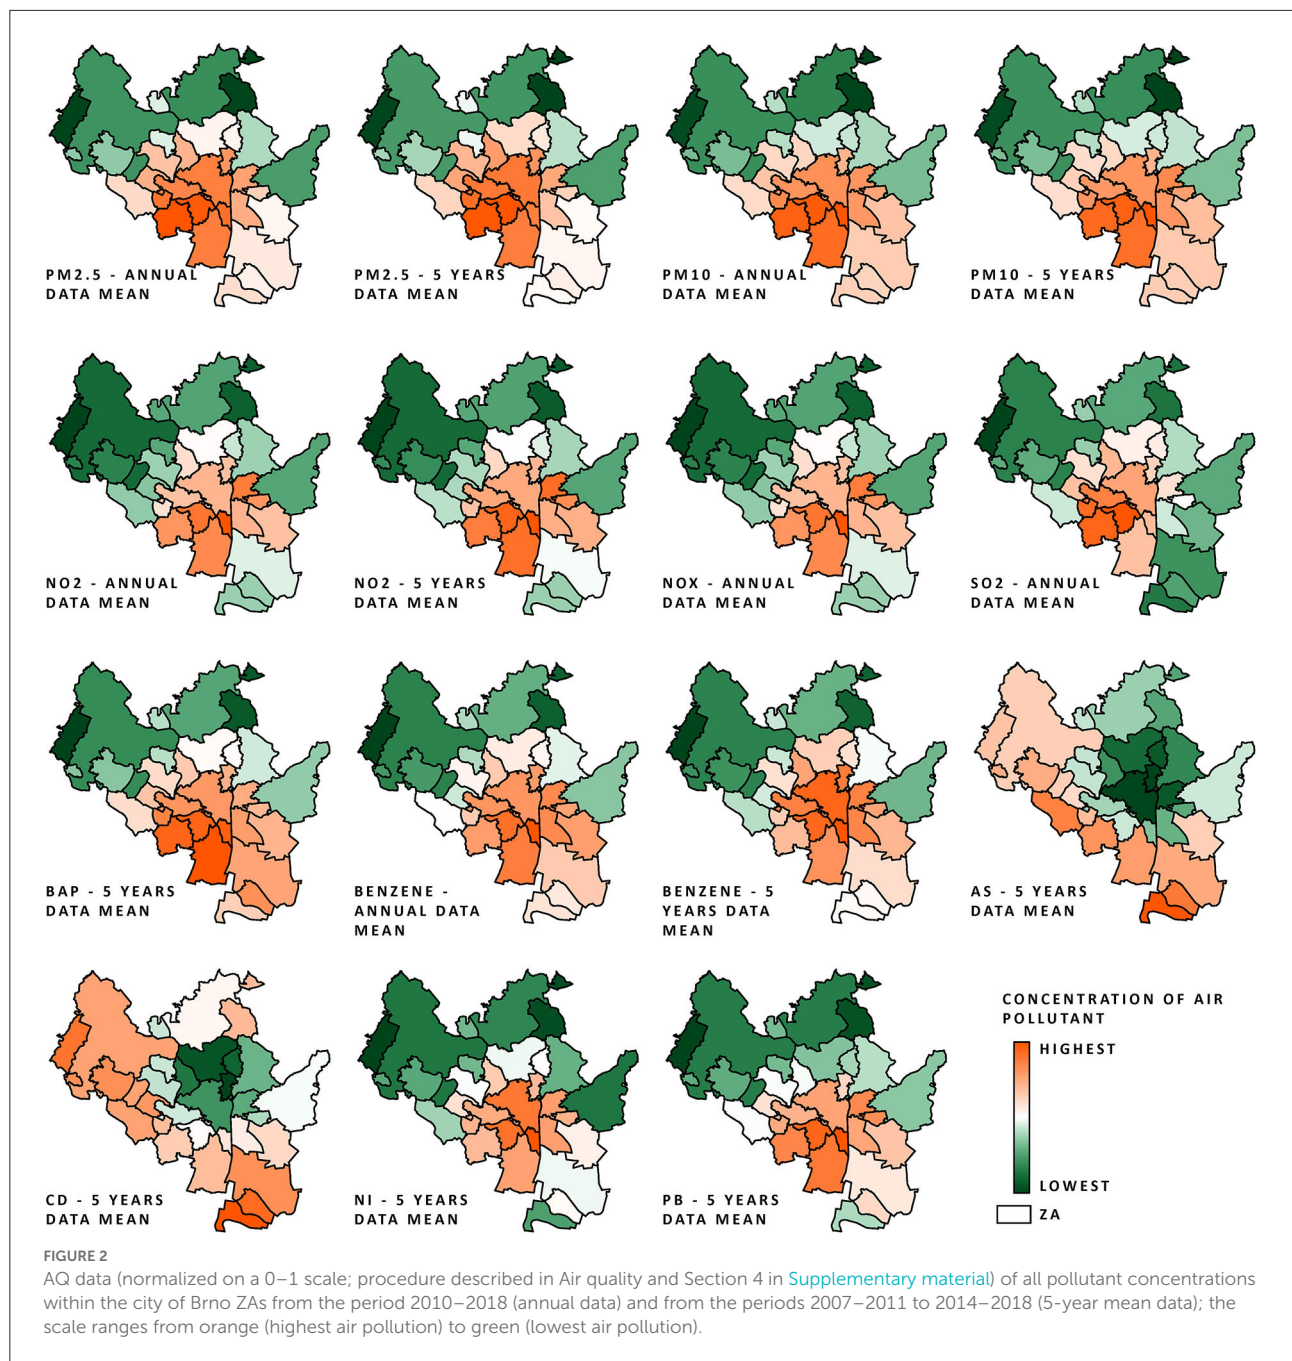 PM2.5 - ANNUAL
DATA MEAN
PM2.5 - 5 YEARS
DATA MEAN
PM10 - ANNUAL
DATA MEAN
PM10 - 5 YEARS
DATA MEAN
NO2 - ANNUAL
DATA MEAN
NO2 - 5 YEARS
DATA MEAN
NOX - ANNUAL
DATA MEAN
SO2 - ANNUAL
DATA MEAN
BAP - 5 YEARS
DATA MEAN
BENZENE -
ANNUAL DATA
MEAN
BENZENE - 5
YEARS DATA
MEAN
AS - 5 YEARS
DATA MEAN
CD - 5 YEARS
DATA MEAN
NI - 5 YEARS
DATA MEAN
PB - 5 YEARS
DATA MEAN
CONCENTRATION OF AIR
POLLUTANT
HIGHEST
LOWEST
ZA
FIGURE 2
AQ data (normalized on a 0–1 scale; procedure described in Air quality and Section 4 in Supplementary material) of all pollutant concentrations
within the city of Brno ZAs from the period 2010–2018 (annual data) and from the periods 2007–2011 to 2014–2018 (5-year mean data); the
scale ranges from orange (highest air pollution) to green (lowest air pollution).